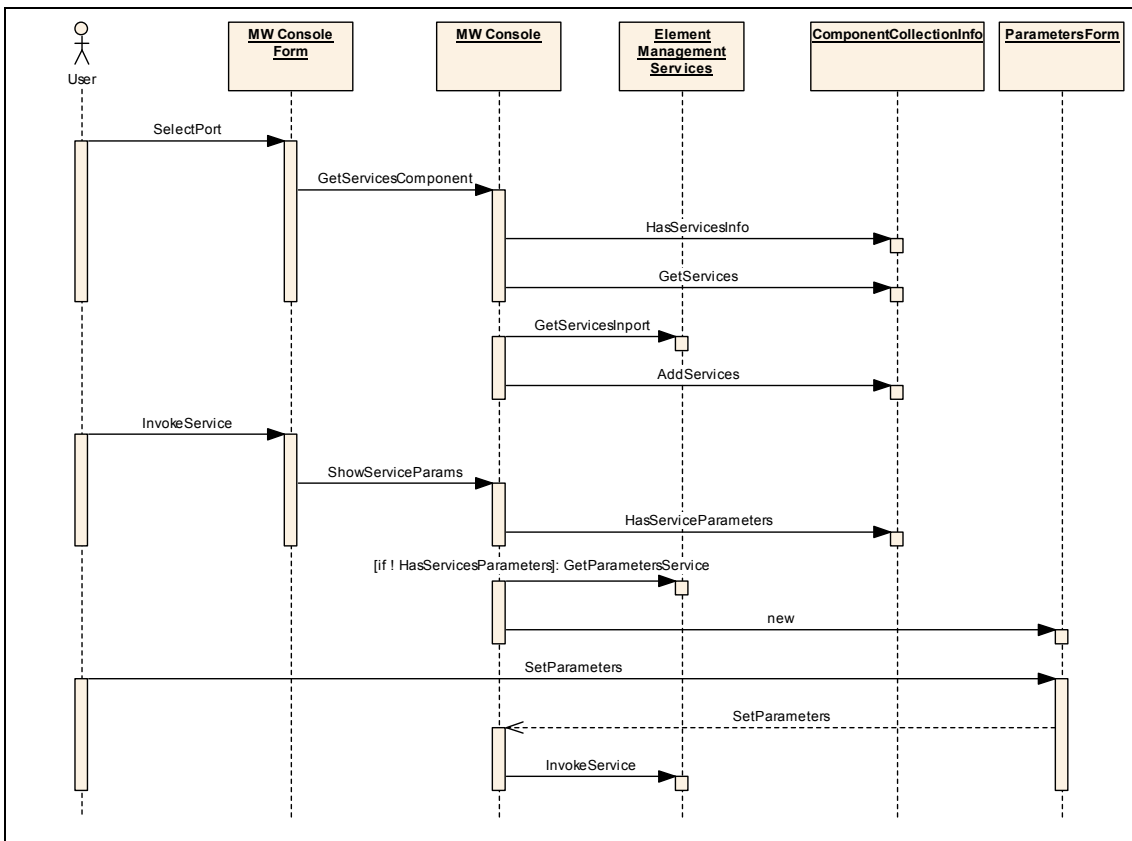 User
MW Console
Form
MW Console
Element
Management
Services
ComponentCollectionInfo
ParametersForm
SelectPort
GetServicesComponent
HasServicesInfo
GetServices
GetServicesInport
AddServices
InvokeService
ShowServiceParams
HasServiceParameters
[if ! HasServicesParameters]: GetParametersService
new
SetParameters
SetParameters
InvokeService